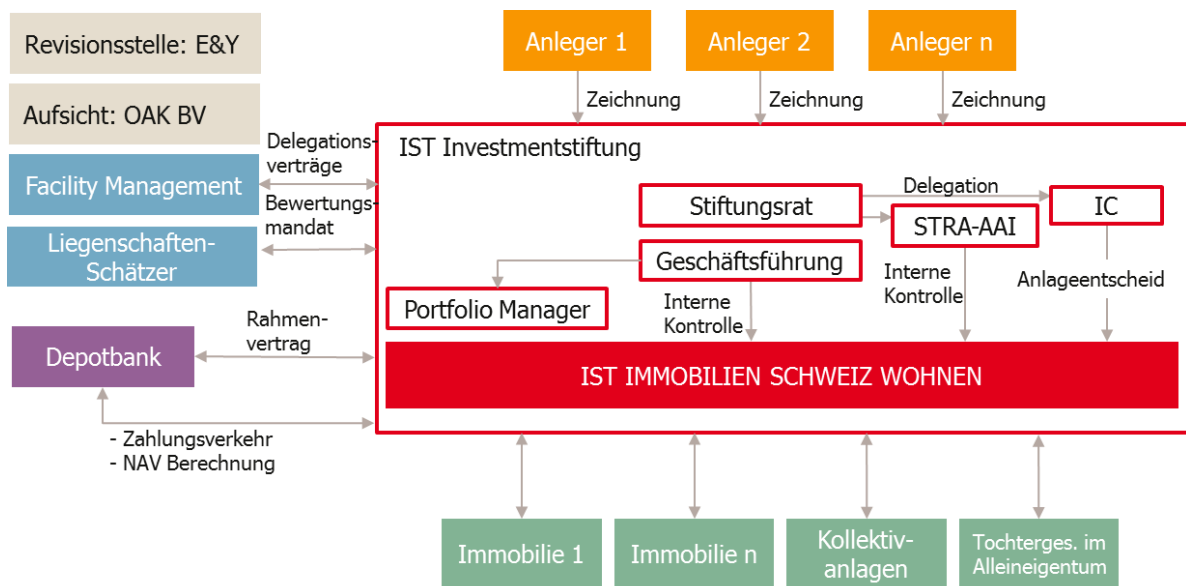 Revisionsstelle: E&Y
Aufsicht: OAK BV
Anleger 1
Anleger 2
Anleger n
Zeichnung
Zeichnung
Zeichnung
Delegations-
verträge
Facility Management
Bewertungs-
mandat
Liegenschaften-
Schätzer
IST Investmentstiftung
Stiftungsrat
Delegation
IC
STRA-AAI
Geschäftsführung
Portfolio Manager
Interne
Kontrolle
Interne
Kontrolle
Anlageentscheid
Rahmen-
vertrag
Depotbank
IST IMMOBILIEN SCHWEIZ WOHNEN
- Zahlungsverkehr
- NAV Berechnung
Immobilie 1
Immobilie n
Kollektiv-
anlagen
Tochterges. im
Alleineigentum